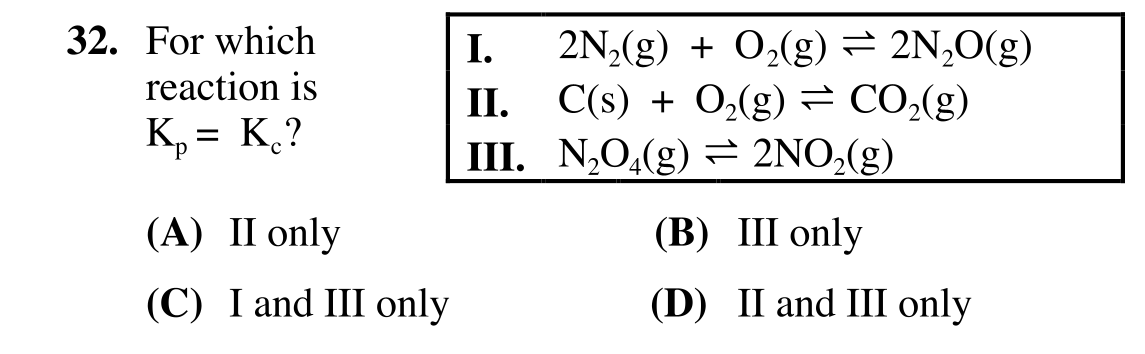 32. For which
reaction is
Kₚ = K꜀?
I. 2N₂(g) + O₂(g) ⇌ 2N₂O(g)
II. C(s) + O₂(g) ⇌ CO₂(g)
III. N₂O₄(g) ⇌ 2NO₂(g)
(A) II only (B) III only
(C) I and III only (D) II and III only